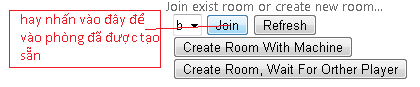 Join exist room or create new room...
hay nhấn vào đây để
vào phòng đã được tạo
sẵn
b Join Refresh
Create Room With Machine
Create Room, Wait For Orther Player